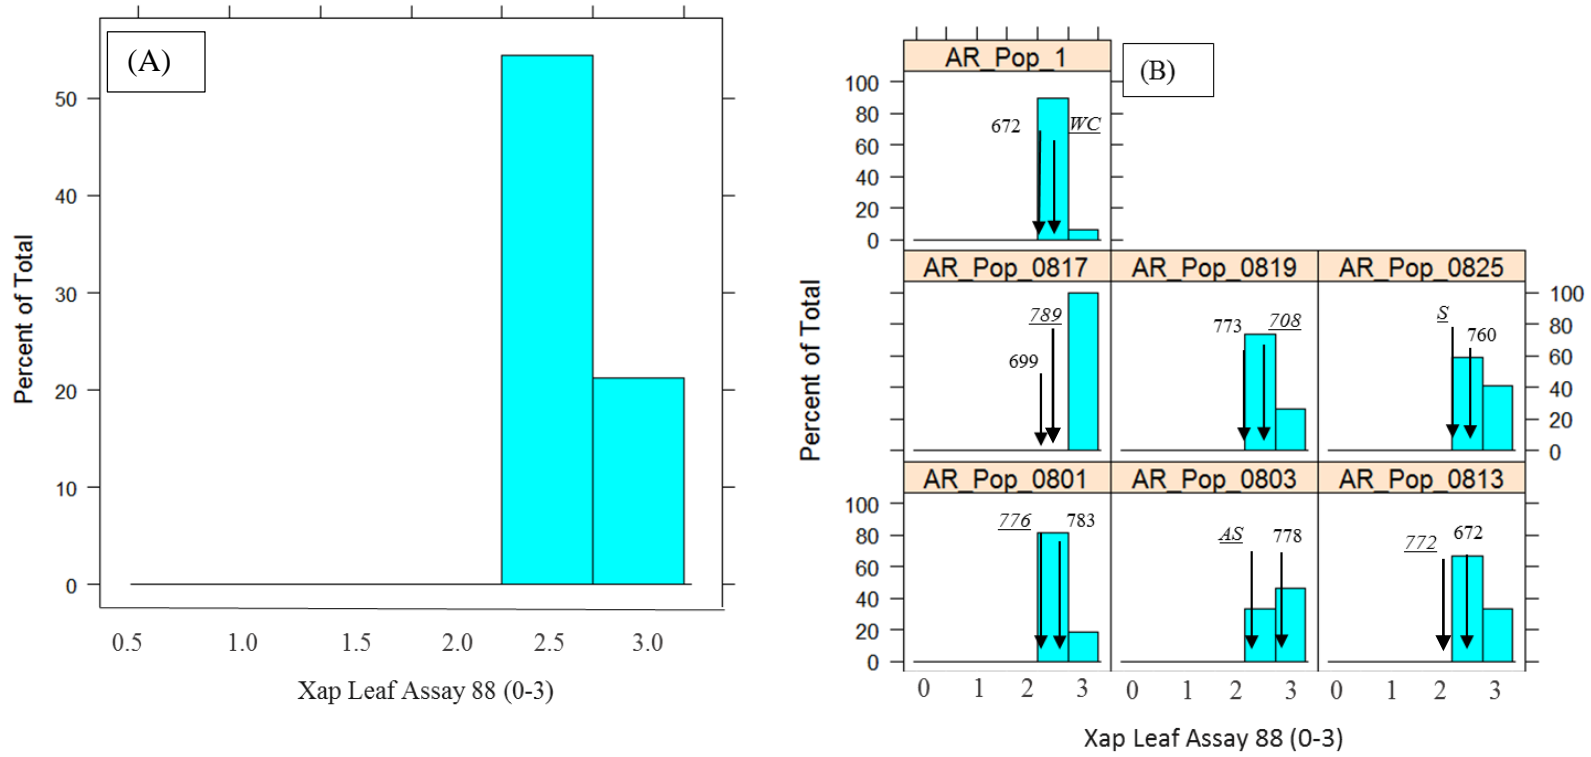 (A)
50
40
30
20
10
0
Percent of Total
0.5 1.0 1.5 2.0 2.5 3.0
Xap Leaf Assay 88 (0-3)
(B)
AR_Pop_1
100
80
60
40
20
0
672 WC
AR_Pop_0817 AR_Pop_0819 AR_Pop_0825
699 789
773 708
S 760
100
80
60
40
20
0
Percent of Total
AR_Pop_0801 AR_Pop_0803 AR_Pop_0813
100
80
60
40
20
0
776 783
AS 778
772 672
0 1 2 3 0 1 2 3 0 1 2 3
Xap Leaf Assay 88 (0-3)